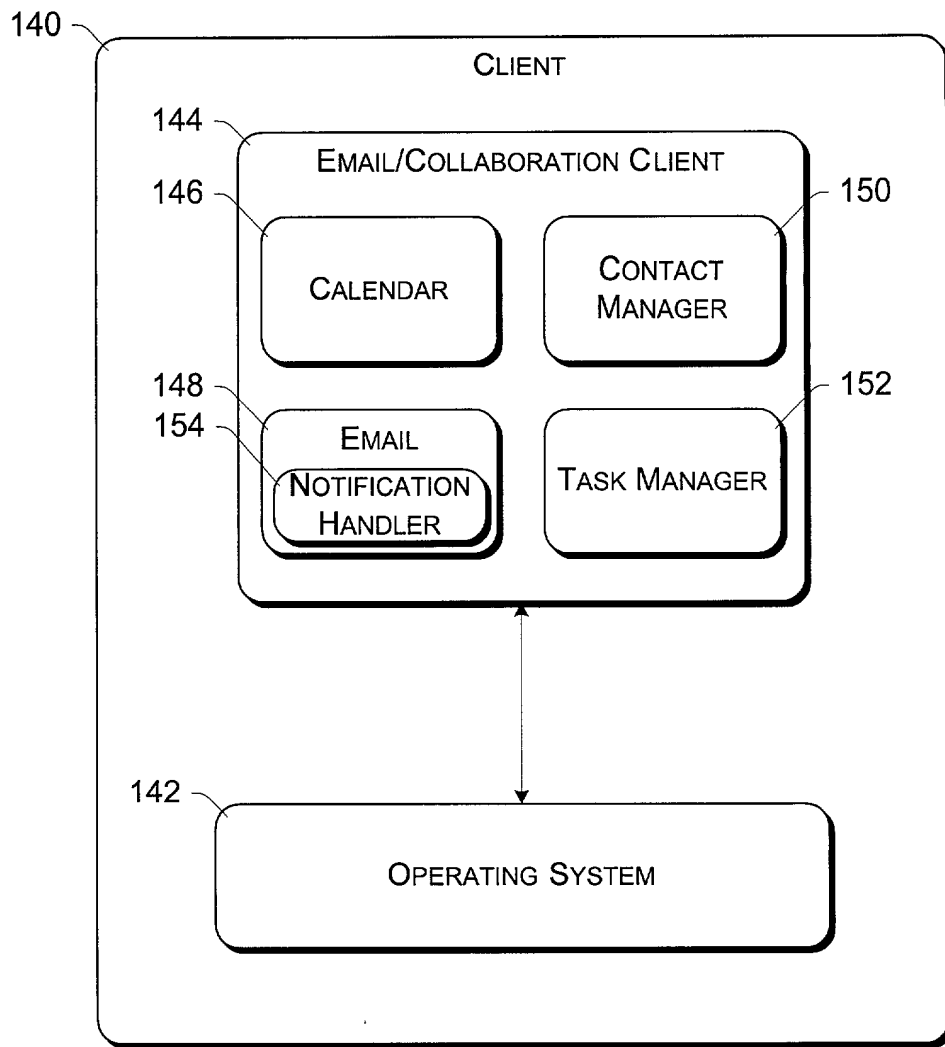 140
CLIENT
144
EMAIL/COLLABORATION CLIENT
146
150
CALENDAR
CONTACT
MANAGER
148
152
154
EMAIL
NOTIFICATION
HANDLER
TASK MANAGER
142
OPERATING SYSTEM